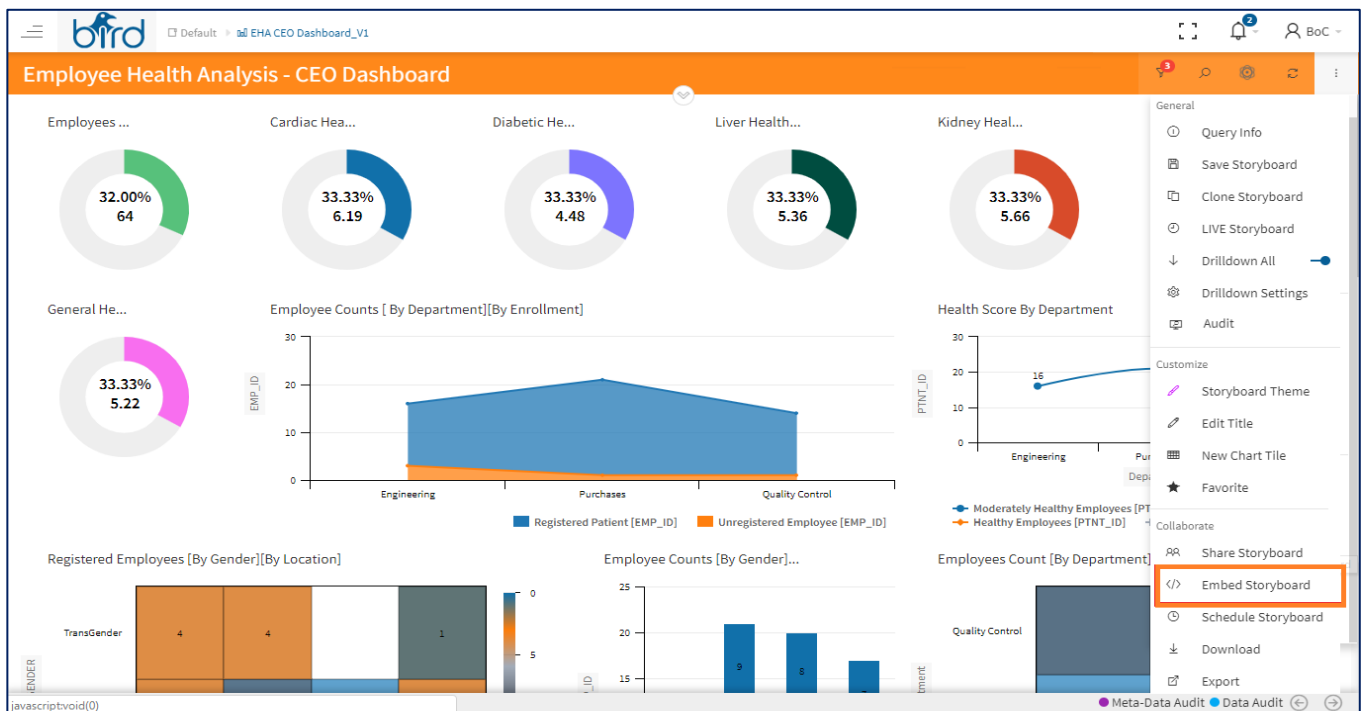 bird
Default > EHA CEO Dashboard_V1
2
BoC
Employee Health Analysis - CEO Dashboard
3
Employees ...
Cardiac Hea...
Diabetic He...
Liver Health...
Kidney Heal...
32.00%
64
33.33%
6.19
33.33%
4.48
33.33%
5.36
33.33%
5.66
General He...
33.33%
5.22
Employee Counts [ By Department][By Enrollment]
30
20
10
0
EMP_ID
Engineering
Purchases
Quality Control
Registered Patient [EMP_ID]
Unregistered Employee [EMP_ID]
Health Score By Department
30
20
10
0
PTNT_ID
16
Engineering
Pur
Depa
Moderately Healthy Employees [PT
Healthy Employees [PTNT_ID]
Registered Employees [By Gender][By Location]
TransGender
4
4
1
GENDER
0
5
Employee Counts [By Gender]...
25
20
15
P_ID
9
8
Employees Count [By Department]
Quality Control
tment
General
Query Info
Save Storyboard
Clone Storyboard
LIVE Storyboard
Drilldown All
Drilldown Settings
Audit
Customize
Storyboard Theme
Edit Title
New Chart Tile
Favorite
Collaborate
Share Storyboard
</> Embed Storyboard
Schedule Storyboard
Download
Export
javascript:void(0)
Meta-Data Audit
Data Audit